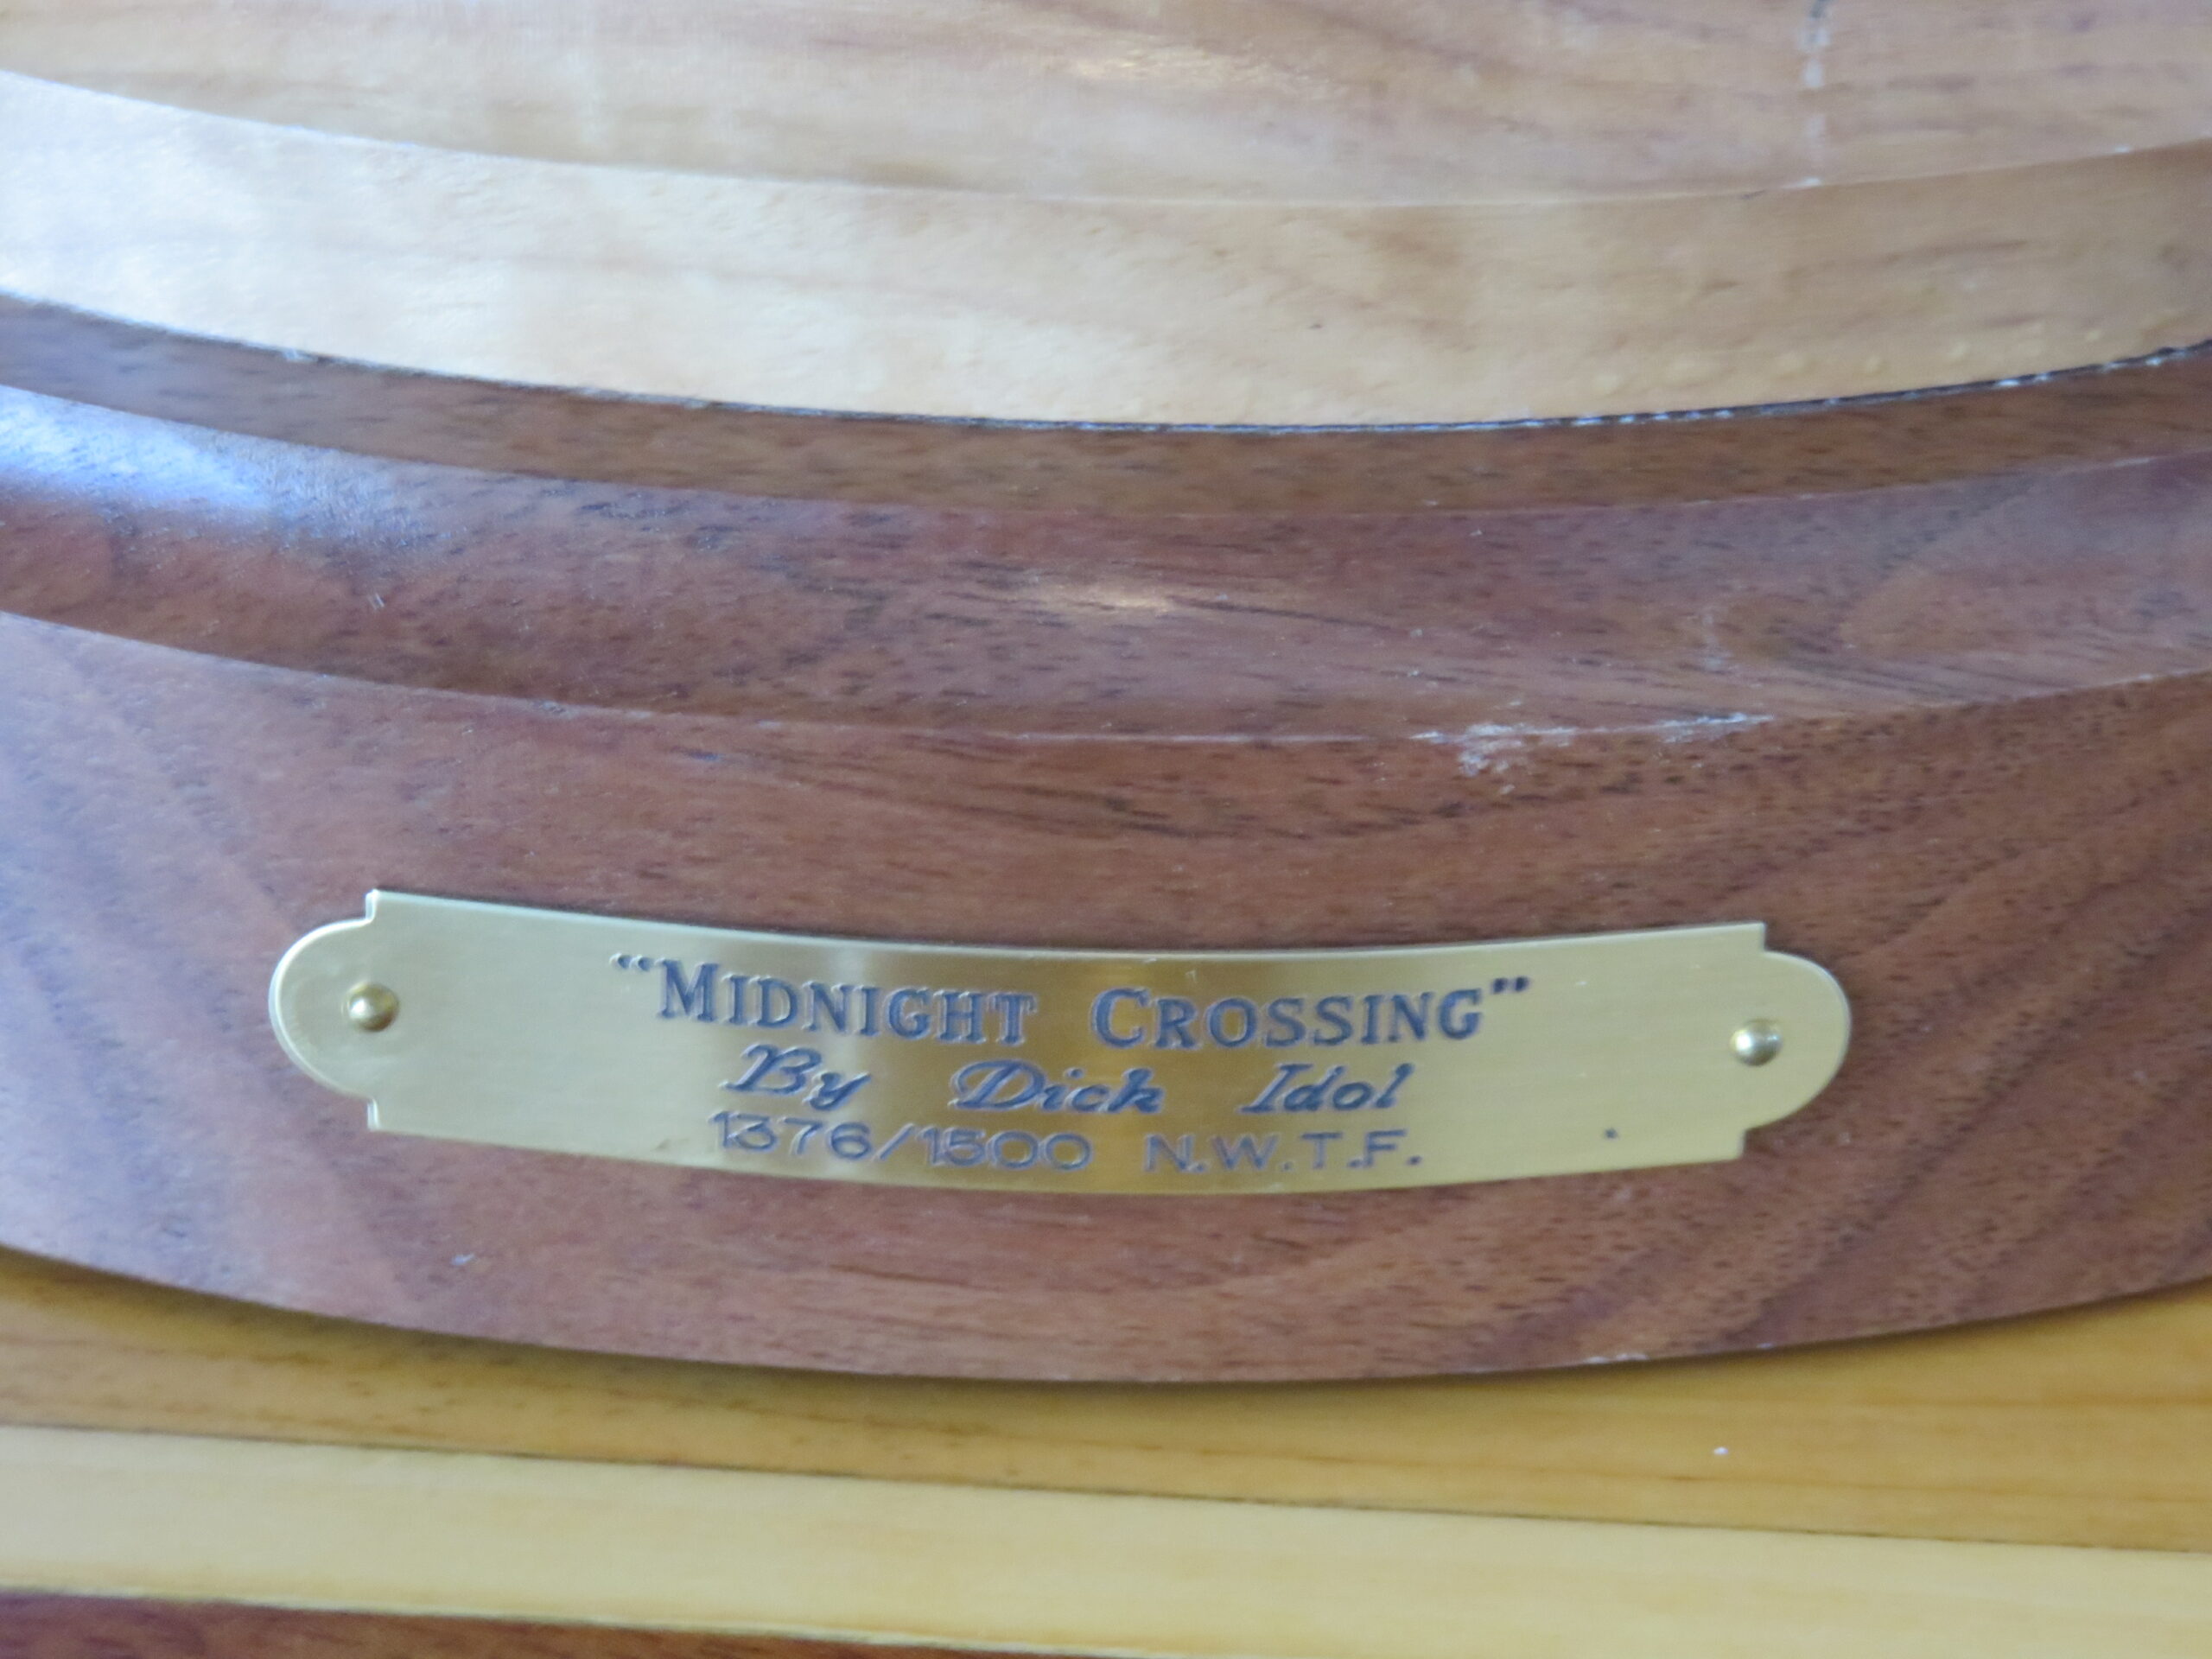 “MIDNIGHT CROSSING”
By Dick Idol
1376/1500 N.W.T.F.